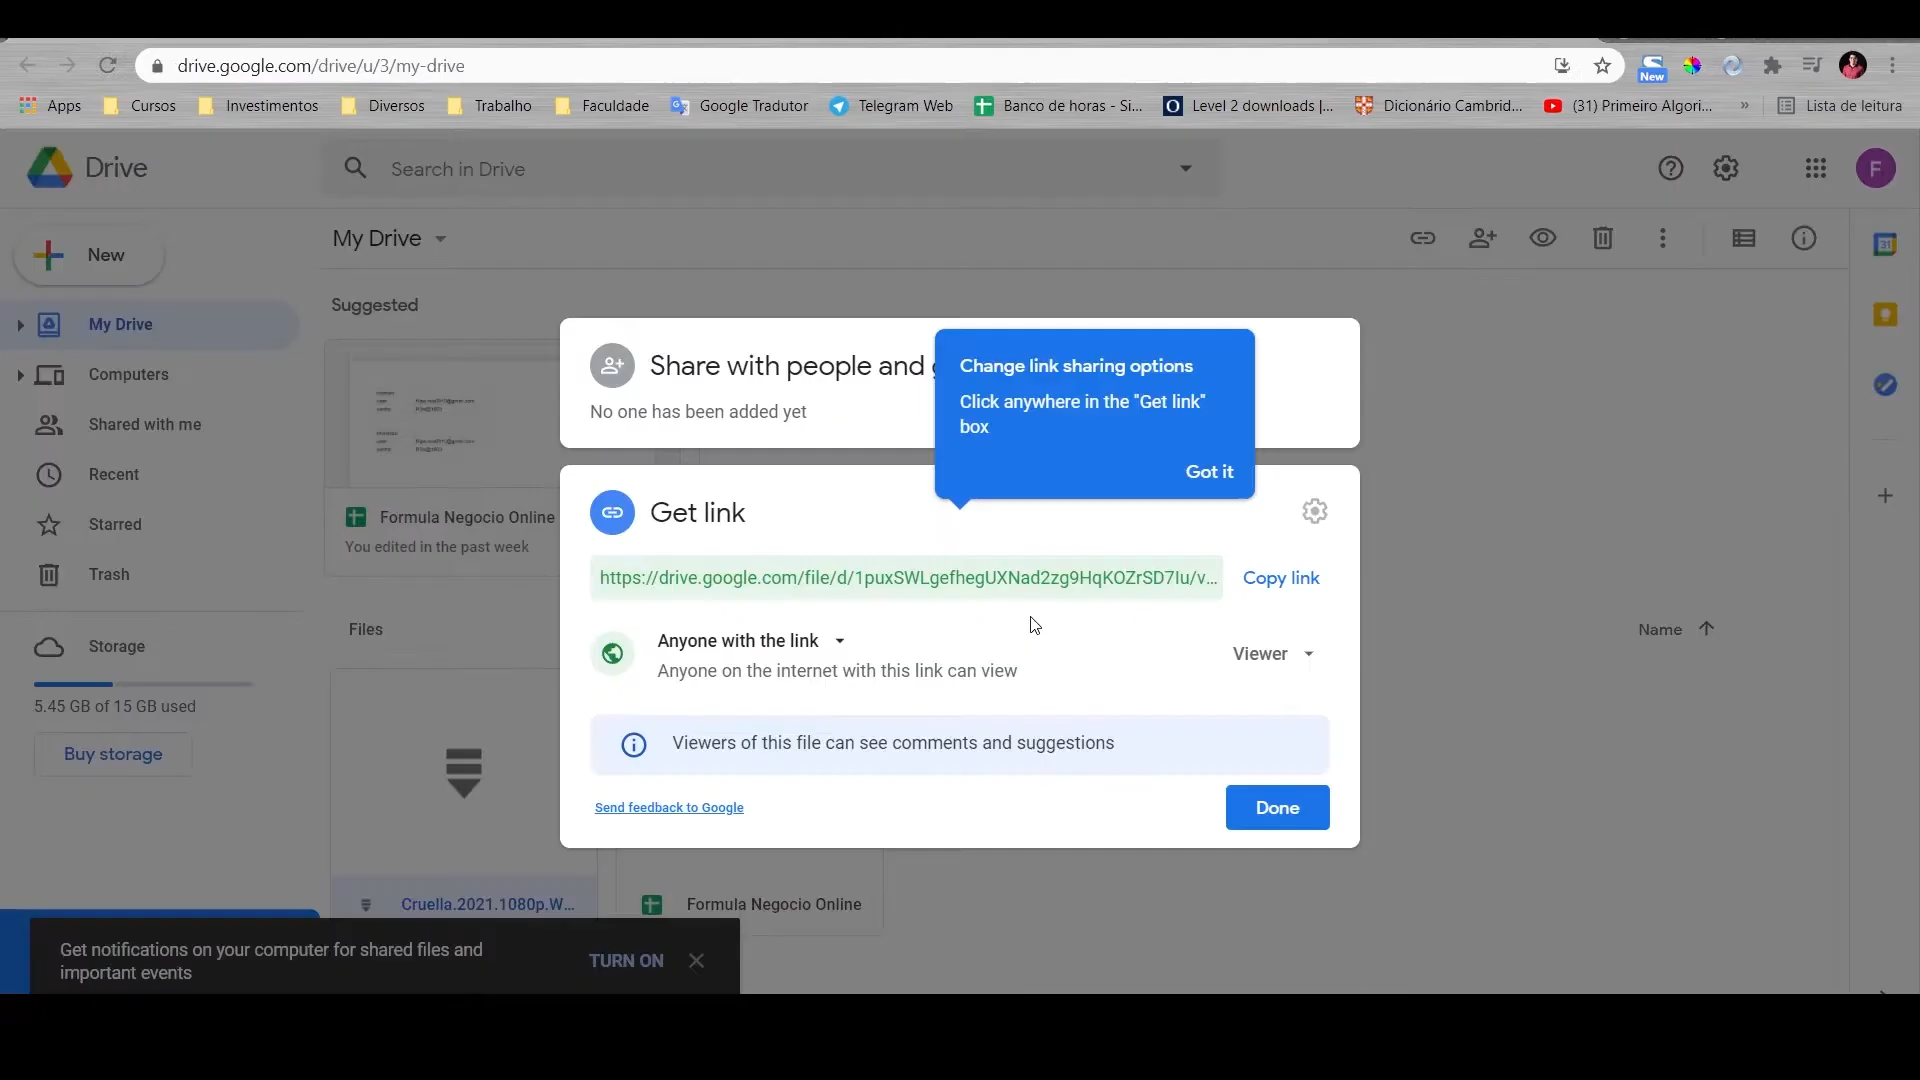 drive.google.com/drive/u/3/my-drive
New
Apps
Cursos
Investimentos
Diversos
Trabalho
Faculdade
Google Tradutor
Telegram Web
Banco de horas - Si...
Level 2 downloads |...
Dicionário Cambrid...
(31) Primeiro Algori...
»
Lista de leitura
Drive
Search in Drive
F
New
My Drive
My Drive
Computers
Shared with me
Recent
Starred
Trash
Storage
5.45 GB of 15 GB used
Buy storage
Suggested
Formula Negocio Online
You edited in the past week
Files
Name
Share with people and
No one has been added yet
Change link sharing options
Click anywhere in the "Get link"
box
Got it
Get link
https://drive.google.com/file/d/1puxSWLgefhegUXNad2zg9HqKOZrSD7Iu/v...
Copy link
Anyone with the link
Anyone on the internet with this link can view
Viewer
Viewers of this file can see comments and suggestions
Send feedback to Google
Done
Cruella.2021.1080p.W...
Formula Negocio Online
Get notifications on your computer for shared files and
important events
TURN ON
31